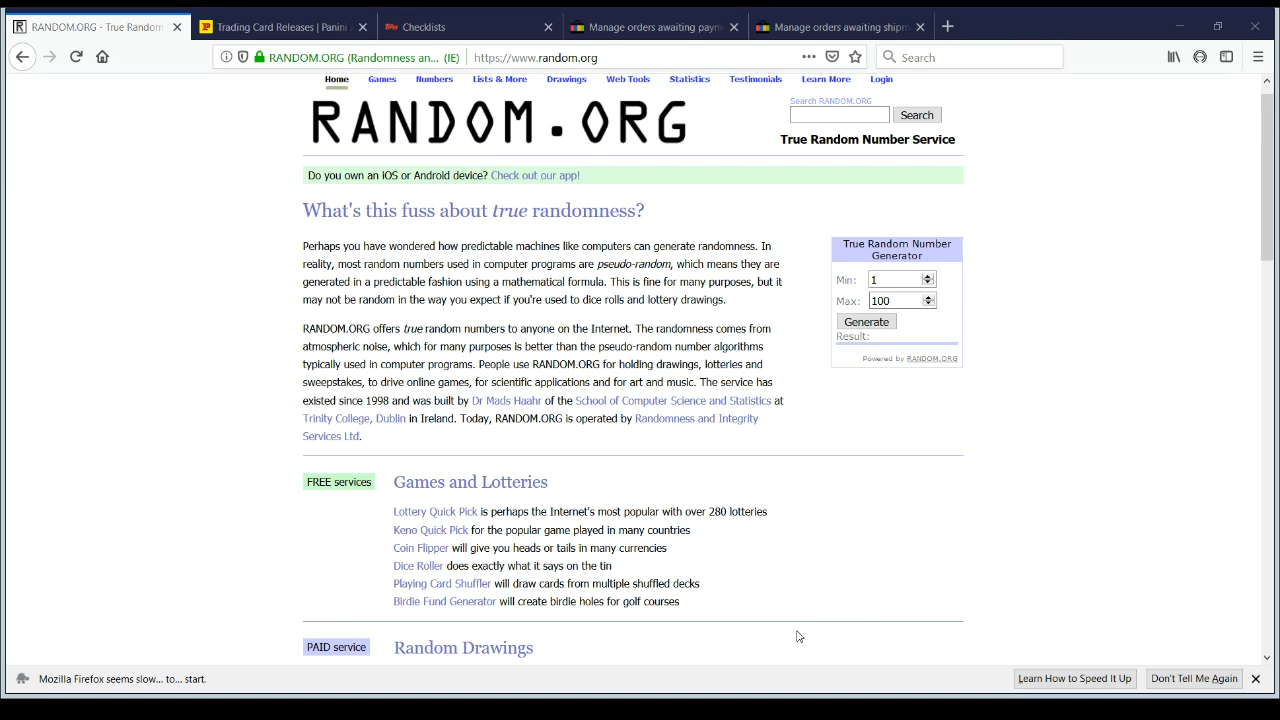 RANDOM.ORG - True Random
Trading Card Releases | Panini A
Checklists
Manage orders awaiting paym
Manage orders awaiting shipm
RANDOM.ORG (Randomness an... (IE)
https://www.random.org
Search
Home Games Numbers Lists & More Drawings Web Tools Statistics Testimonials Learn More Login
RANDOM.ORG
Search RANDOM.ORG
Search
True Random Number Service
Do you own an iOS or Android device? Check out our app!
What's this fuss about true randomness?
Perhaps you have wondered how predictable machines like computers can generate randomness. In
reality, most random numbers used in computer programs are pseudo-random, which means they are
generated in a predictable fashion using a mathematical formula. This is fine for many purposes, but it
may not be random in the way you expect if you're used to dice rolls and lottery drawings.
RANDOM.ORG offers true random numbers to anyone on the Internet. The randomness comes from
atmospheric noise, which for many purposes is better than the pseudo-random number algorithms
typically used in computer programs. People use RANDOM.ORG for holding drawings, lotteries and
sweepstakes, to drive online games, for scientific applications and for art and music. The service has
existed since 1998 and was built by Dr Mads Haahr of the School of Computer Science and Statistics at
Trinity College, Dublin in Ireland. Today, RANDOM.ORG is operated by Randomness and Integrity
Services Ltd.
True Random Number
Generator
Min: 1
Max: 100
Generate
Result:
Powered by RANDOM.ORG
FREE services
Games and Lotteries
Lottery Quick Pick is perhaps the Internet's most popular with over 280 lotteries
Keno Quick Pick for the popular game played in many countries
Coin Flipper will give you heads or tails in many currencies
Dice Roller does exactly what it says on the tin
Playing Card Shuffler will draw cards from multiple shuffled decks
Birdie Fund Generator will create birdie holes for golf courses
PAID service
Random Drawings
Mozilla Firefox seems slow... to... start.
Learn How to Speed It Up
Don't Tell Me Again